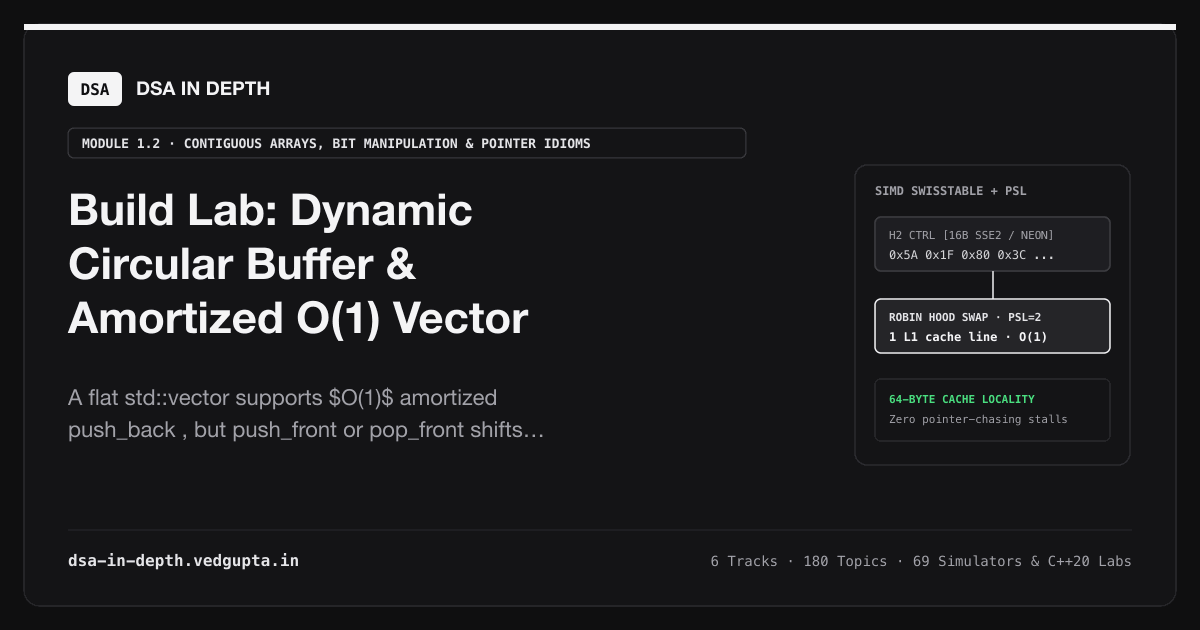 DSA
DSA IN DEPTH
MODULE 1.2 · CONTIGUOUS ARRAYS, BIT MANIPULATION & POINTER IDIOMS
Build Lab: Dynamic
Circular Buffer &
Amortized O(1) Vector
A flat std::vector supports $O(1)$ amortized
push_back , but push_front or pop_front shifts…
SIMD SWISSTABLE + PSL
H2 CTRL [16B SSE2 / NEON]
0x5A 0x1F 0x80 0x3C ...
ROBIN HOOD SWAP · PSL=2
1 L1 cache line · O(1)
64-BYTE CACHE LOCALITY
Zero pointer-chasing stalls
dsa-in-depth.vedgupta.in
6 Tracks · 180 Topics · 69 Simulators & C++20 Labs